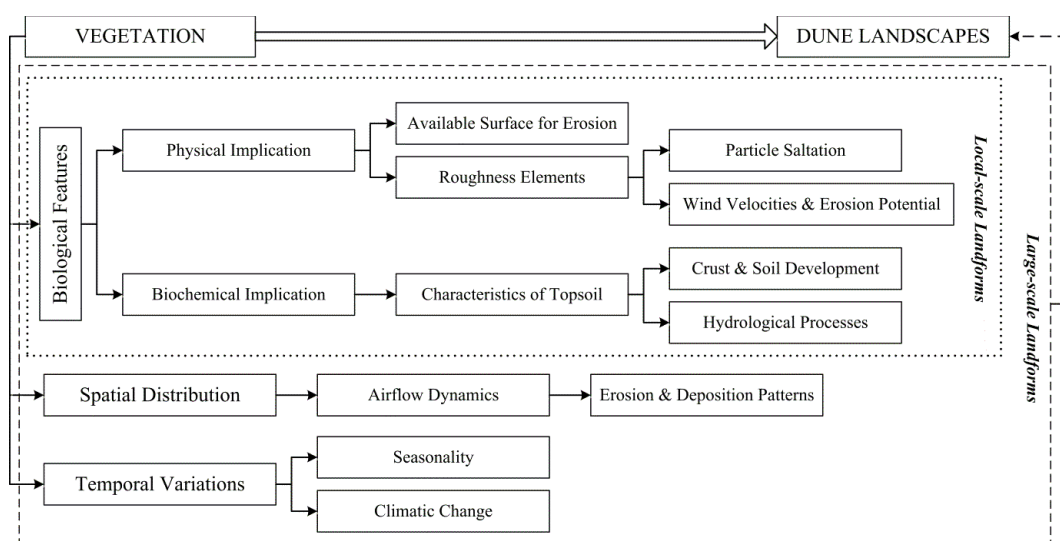 VEGETATION
DUNE LANDSCAPES
Biological Features
Physical Implication
Available Surface for Erosion
Roughness Elements
Particle Saltation
Wind Velocities & Erosion Potential
Biochemical Implication
Characteristics of Topsoil
Crust & Soil Development
Hydrological Processes
Local-scale Landforms
Large-scale Landforms
Spatial Distribution
Airflow Dynamics
Erosion & Deposition Patterns
Temporal Variations
Seasonality
Climatic Change